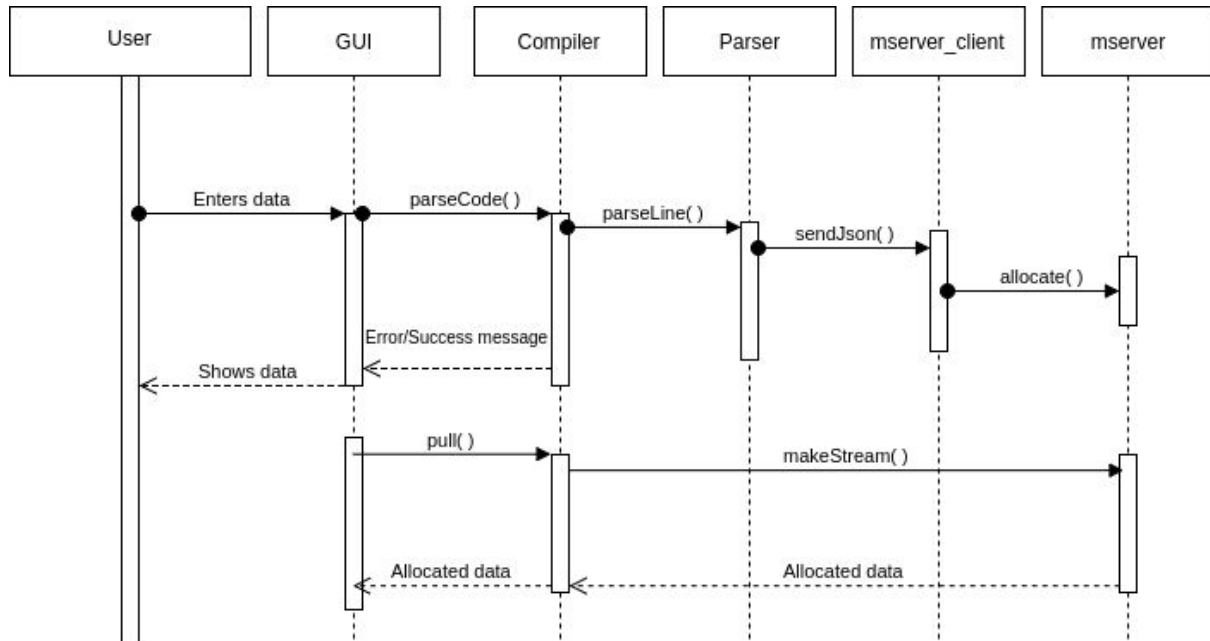 User
GUI
Compiler
Parser
mserver_client
mserver
Enters data
parseCode( )
parseLine( )
sendJson( )
allocate( )
Error/Success message
Shows data
pull( )
makeStream( )
Allocated data
Allocated data